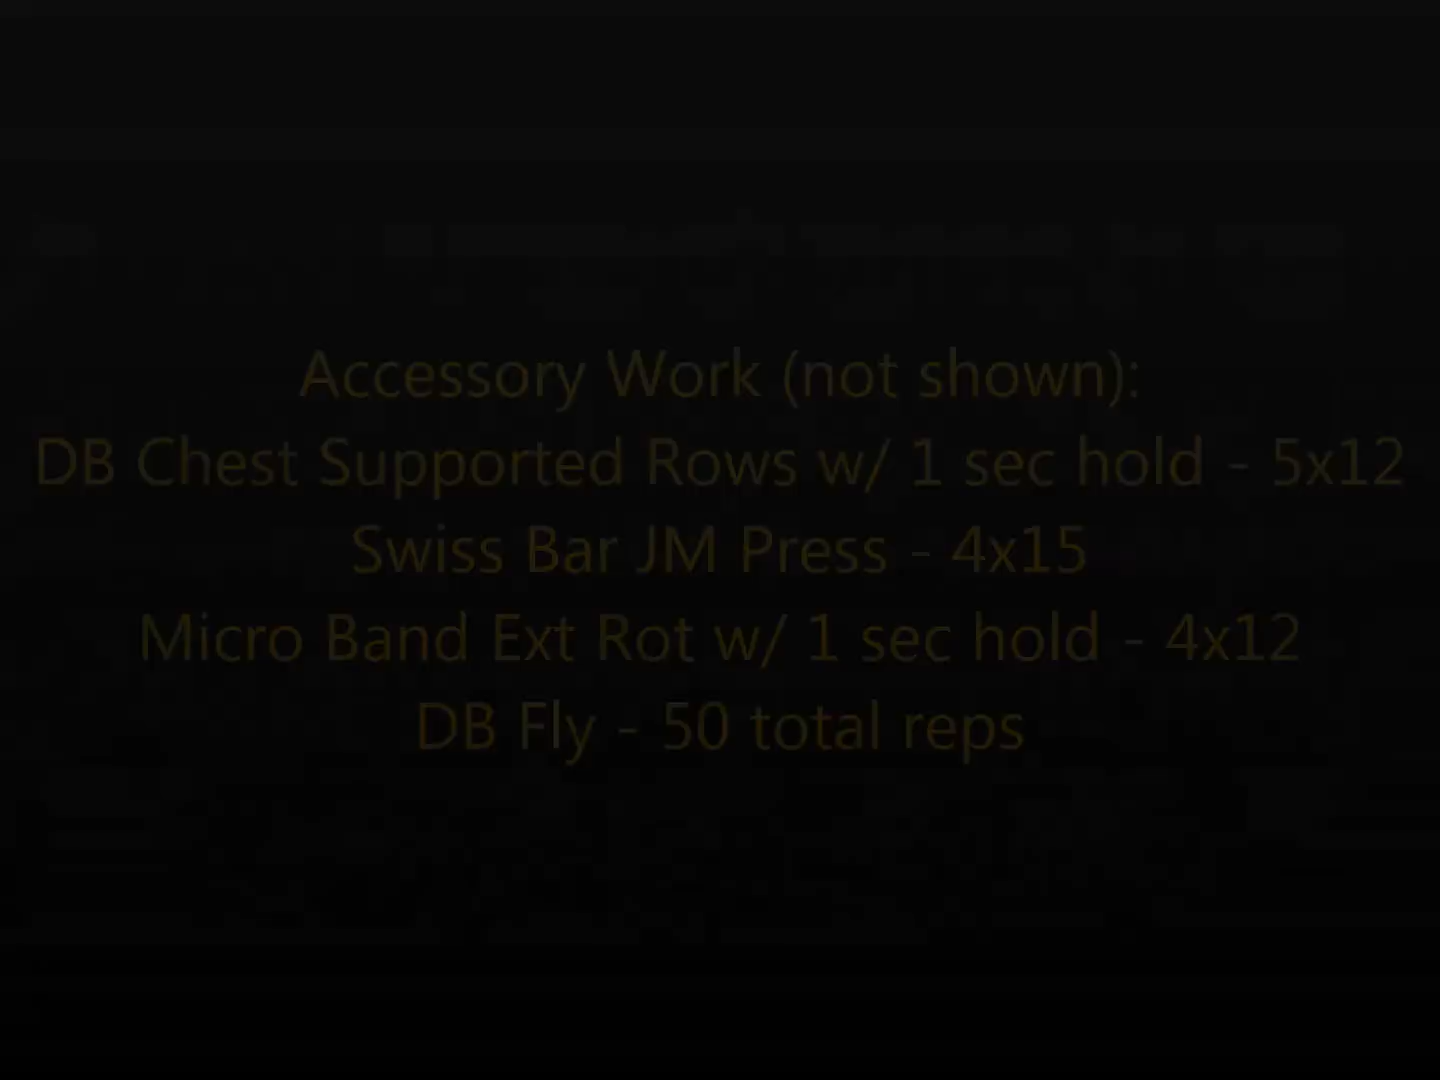 Accessory Work (not shown):
DB Chest Supported Rows w/ 1 sec hold - 5x12
Swiss Bar JM Press - 4x15
Micro Band Ext Rot w/ 1 sec hold - 4x12
DB Fly - 50 total reps